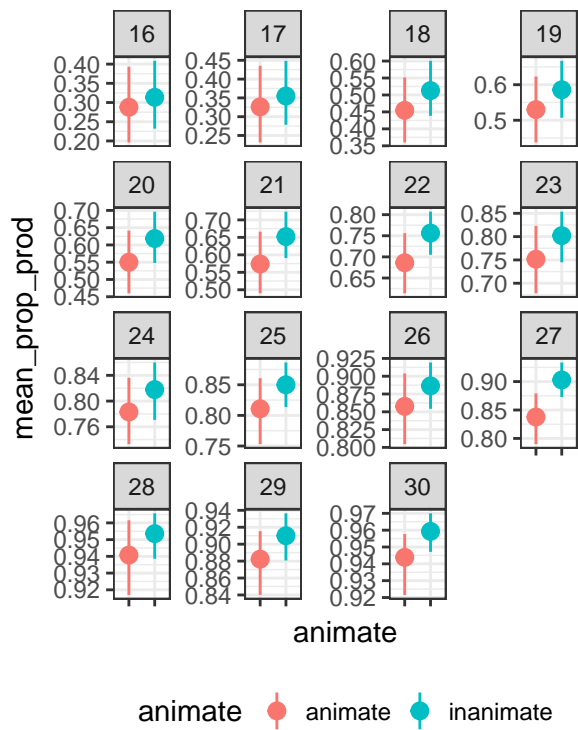 16 17 18 19
0.40 0.35 0.30 0.25 0.20
0.45 0.40 0.35 0.30 0.25
0.60 0.55 0.50 0.45 0.40 0.35
0.6 0.5
20 21 22 23
0.70 0.65 0.60 0.55 0.50 0.45
0.70 0.65 0.60 0.55 0.50
0.80 0.75 0.70 0.65
0.85 0.80 0.75 0.70
mean_prop_prod
24 25 26 27
0.84 0.80 0.76
0.85 0.80 0.75
0.925 0.900 0.875 0.850 0.825 0.800
0.90 0.85 0.80
28 29 30
0.96 0.95 0.94 0.93 0.92
0.94 0.92 0.90 0.88 0.86 0.84
0.97 0.96 0.95 0.94 0.93 0.92
animate
animate animate inanimate